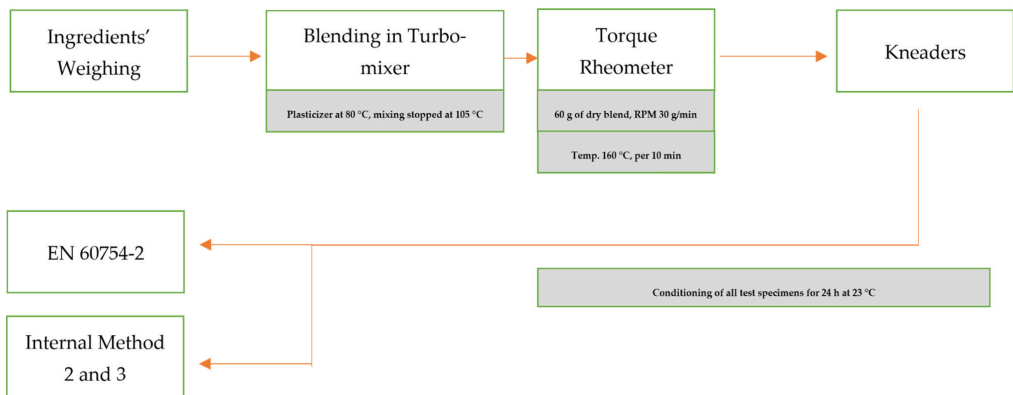 Ingredients’
Weighing
Blending in Turbo-
mixer
Plasticizer at 80 °C, mixing stopped at 105 °C
Torque
Rheometer
60 g of dry blend, RPM 30 g/min
Temp. 160 °C, per 10 min
Kneaders
EN 60754-2
Conditioning of all test specimens for 24 h at 23 °C
Internal Method
2 and 3